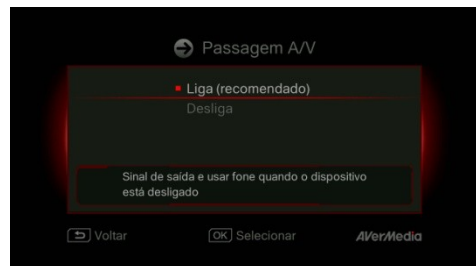 Passagem A/V
Liga (recomendado)
Desliga
Sinal de saída e usar fone quando o dispositivo
está desligado
Voltar
OK Selecionar
AVerMedia